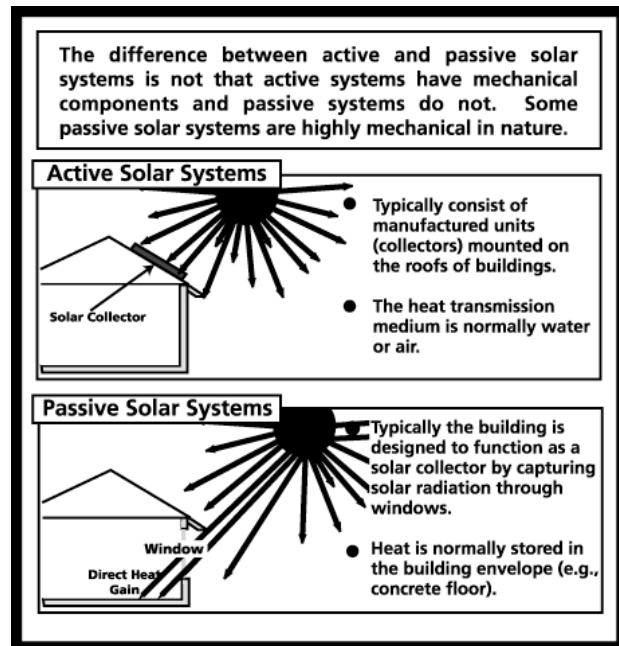 The difference between active and passive solar
systems is not that active systems have mechanical
components and passive systems do not. Some
passive solar systems are highly mechanical in nature.
Active Solar Systems
Solar Collector
● Typically consist of
manufactured units
(collectors) mounted on
the roofs of buildings.
● The heat transmission
medium is normally water
or air.
Passive Solar Systems
Window
Direct Heat
Gain
● Typically the building is
designed to function as a
solar collector by capturing
solar radiation through
windows.
● Heat is normally stored in
the building envelope (e.g.,
concrete floor).